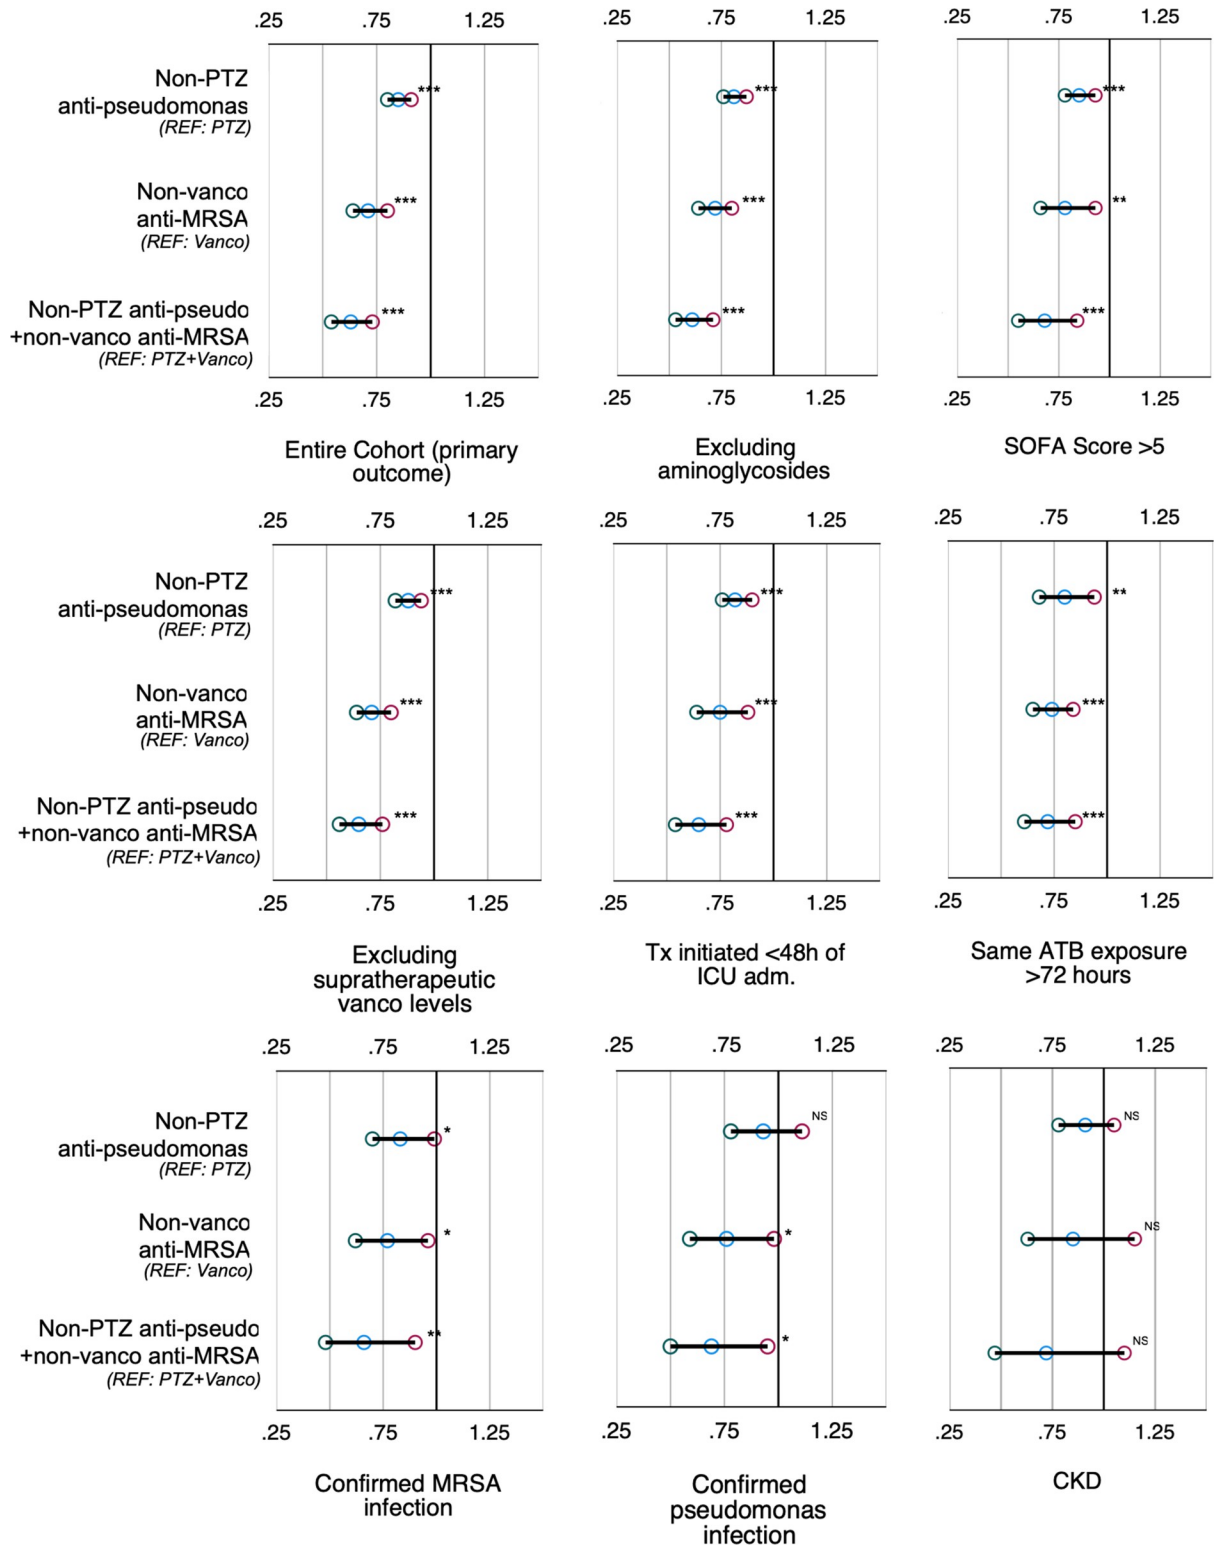 .25 .75 1.25 .25 .75 1.25 .25 .75 1.25
Non-PTZ
anti-pseudomonas
(REF: PTZ)
*** *** ***
Non-vanco
anti-MRSA
(REF: Vanco)
*** *** **
Non-PTZ anti-pseudo
+non-vanco anti-MRSA
(REF: PTZ+Vanco)
*** *** ***
.25 .75 1.25 .25 .75 1.25 .25 .75 1.25
Entire Cohort (primary
outcome)
Excluding
aminoglycosides
SOFA Score >5
.25 .75 1.25 .25 .75 1.25 .25 .75 1.25
Non-PTZ
anti-pseudomonas
(REF: PTZ)
*** *** **
Non-vanco
anti-MRSA
(REF: Vanco)
*** *** ***
Non-PTZ anti-pseudo
+non-vanco anti-MRSA
(REF: PTZ+Vanco)
*** *** ***
.25 .75 1.25 .25 .75 1.25 .25 .75 1.25
Excluding
supratherapeutic
vanco levels
Tx initiated <48h of
ICU adm.
Same ATB exposure
>72 hours
.25 .75 1.25 .25 .75 1.25 .25 .75 1.25
Non-PTZ
anti-pseudomonas
(REF: PTZ)
* NS NS
Non-vanco
anti-MRSA
(REF: Vanco)
* * NS
Non-PTZ anti-pseudo
+non-vanco anti-MRSA
(REF: PTZ+Vanco)
** * NS
.25 .75 1.25 .25 .75 1.25 .25 .75 1.25
Confirmed MRSA
infection
Confirmed
pseudomonas
infection
CKD